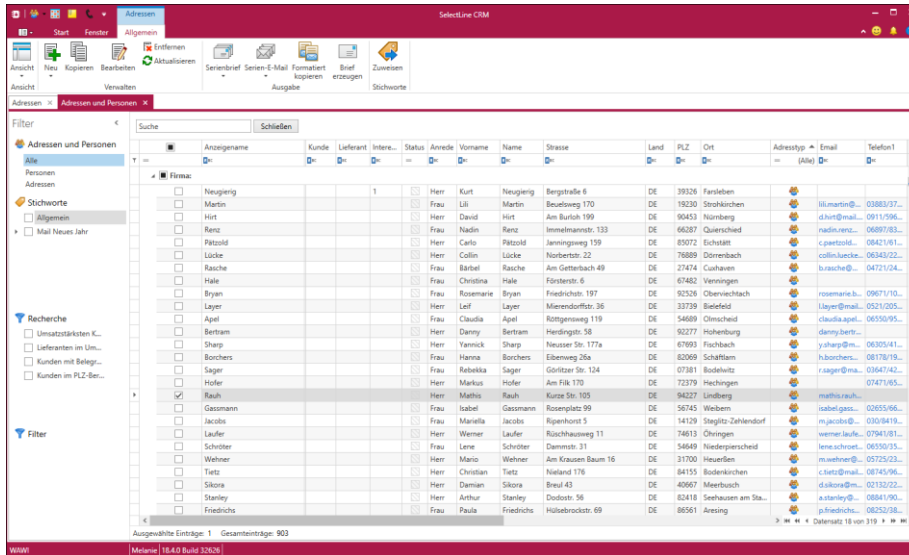 Adressen SelectLine CRM
Start Fenster Allgemein
Ansicht Neu Kopieren Bearbeiten Entfernen Aktualisieren Serienbrief Serien-E-Mail Formatiert kopieren Brief erzeugen Zuweisen
Ansicht Verwalten Ausgabe Stichworte
Adressen × Adressen und Personen ×
Filter <
Adressen und Personen
Alle
Personen
Adressen
Stichworte
Allgemein
Mail Neues Jahr
Recherche
Umsatzstärksten K...
Lieferanten im Um...
Kunden mit Belegr...
Kunden im PLZ-Ber...
Filter
Suche Schließen
Anzeigename Kunde Lieferant Intere... Status Anrede Vorname Name Strasse Land PLZ Ort Adresstyp Email Telefon1
(Alle)
Firma:
Neugierig 1 Herr Kurt Neugierig Bergstraße 6 DE 39326 Farsleben
Martin Frau Lili Martin Beuelsweg 170 DE 19230 Strohkirchen lili.martin@... 03883/37...
Hirt Herr David Hirt Am Burloh 199 DE 90453 Nürnberg d.hirt@mail... 0911/596...
Renz Frau Nadin Renz Immelmannstr. 133 DE 66287 Quierschied nadin.renz... 06897/83...
Pätzold Herr Carlo Pätzold Janningsweg 159 DE 85072 Eichstätt c.paetzold... 08421/61...
Lücke Herr Collin Lücke Norbertstr. 22 DE 76889 Dörrenbach collin.luecke... 06343/22...
Rasche Frau Bärbel Rasche Am Getterbach 49 DE 27474 Cuxhaven b.rasche@... 04721/24...
Hale Frau Christina Hale Försterstr. 6 DE 67482 Venningen
Bryan Frau Rosemarie Bryan Friedrichstr. 197 DE 92526 Oberviechtach rosemarie.b... 09671/10...
Layer Herr Leif Layer Mierendorffstr. 36 DE 33739 Bielefeld l.layer@mail... 0521/205...
Apel Frau Claudia Apel Röttgensweg 119 DE 54689 Olmscheid claudia.apel... 06550/95...
Bertram Herr Danny Bertram Herdingstr. 58 DE 92277 Hohenburg danny.bertr...
Sharp Herr Yannick Sharp Neusser Str. 177a DE 67693 Fischbach y.sharp@m... 06305/41...
Borchers Frau Hanna Borchers Eibenweg 26a DE 82069 Schäftlarn h.borchers... 08178/19...
Sager Frau Rebekka Sager Görlitzer Str. 124 DE 07381 Bodelwitz r.sager@ma... 03647/42...
Hofer Herr Markus Hofer Am Filk 170 DE 72379 Hechingen 07471/65...
Rauh Herr Mathis Rauh Kurze Str. 105 DE 94227 Lindberg mathis.rauh...
Gassmann Frau Isabel Gassmann Rosenplatz 99 DE 56745 Weibern isabel.gass... 02655/66...
Jacobs Frau Mariella Jacobs Ripenhorst 5 DE 14129 Steglitz-Zehlendorf m.jacobs@... 030/8419...
Laufer Herr Werner Laufer Rüschhausweg 11 DE 74613 Öhringen werner.laufe... 07941/81...
Schröter Frau Lene Schröter Dammstr. 31 DE 54649 Niederpierscheid lene.schroet... 06550/35...
Wehner Herr Mario Wehner Am Krausen Baum 16 DE 31700 Heuerßen m.wehner@... 05725/23...
Tietz Herr Christian Tietz Nieland 176 DE 84155 Bodenkirchen c.tietz@mail... 08745/96...
Sikora Herr Damian Sikora Breul 43 DE 40667 Meerbusch d.sikora@m... 02132/22...
Stanley Herr Arthur Stanley Dodostr. 56 DE 82418 Seehausen am Sta... a.stanley@... 08841/90...
Friedrichs Frau Paula Friedrichs Hülsebrockstr. 69 DE 86561 Aresing p.friedrichs... 08252/38...
Datensatz 18 von 319
Ausgewählte Einträge: 1 Gesamteinträge: 903
WAWI Melanie 18.4.0 Build 32626